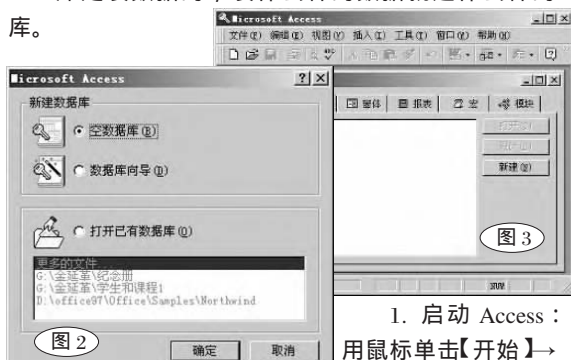 库。
Microsoft Access
文件(F) 编辑(E) 视图(V) 插入(I) 工具(T) 窗口(W) 帮助(H)
窗体 报表 宏 模块
新建(N)
图3
Microsoft Access
新建数据库
空数据库(B)
数据库向导(D)
打开已有数据库(O)
更多的文件
G:\金延革\纪念册
G:\金延革\学生和课程1
D:\office97\Office\Samples\Northwind
确定 取消
图2
1. 启动 Access：
用鼠标单击【开始】→